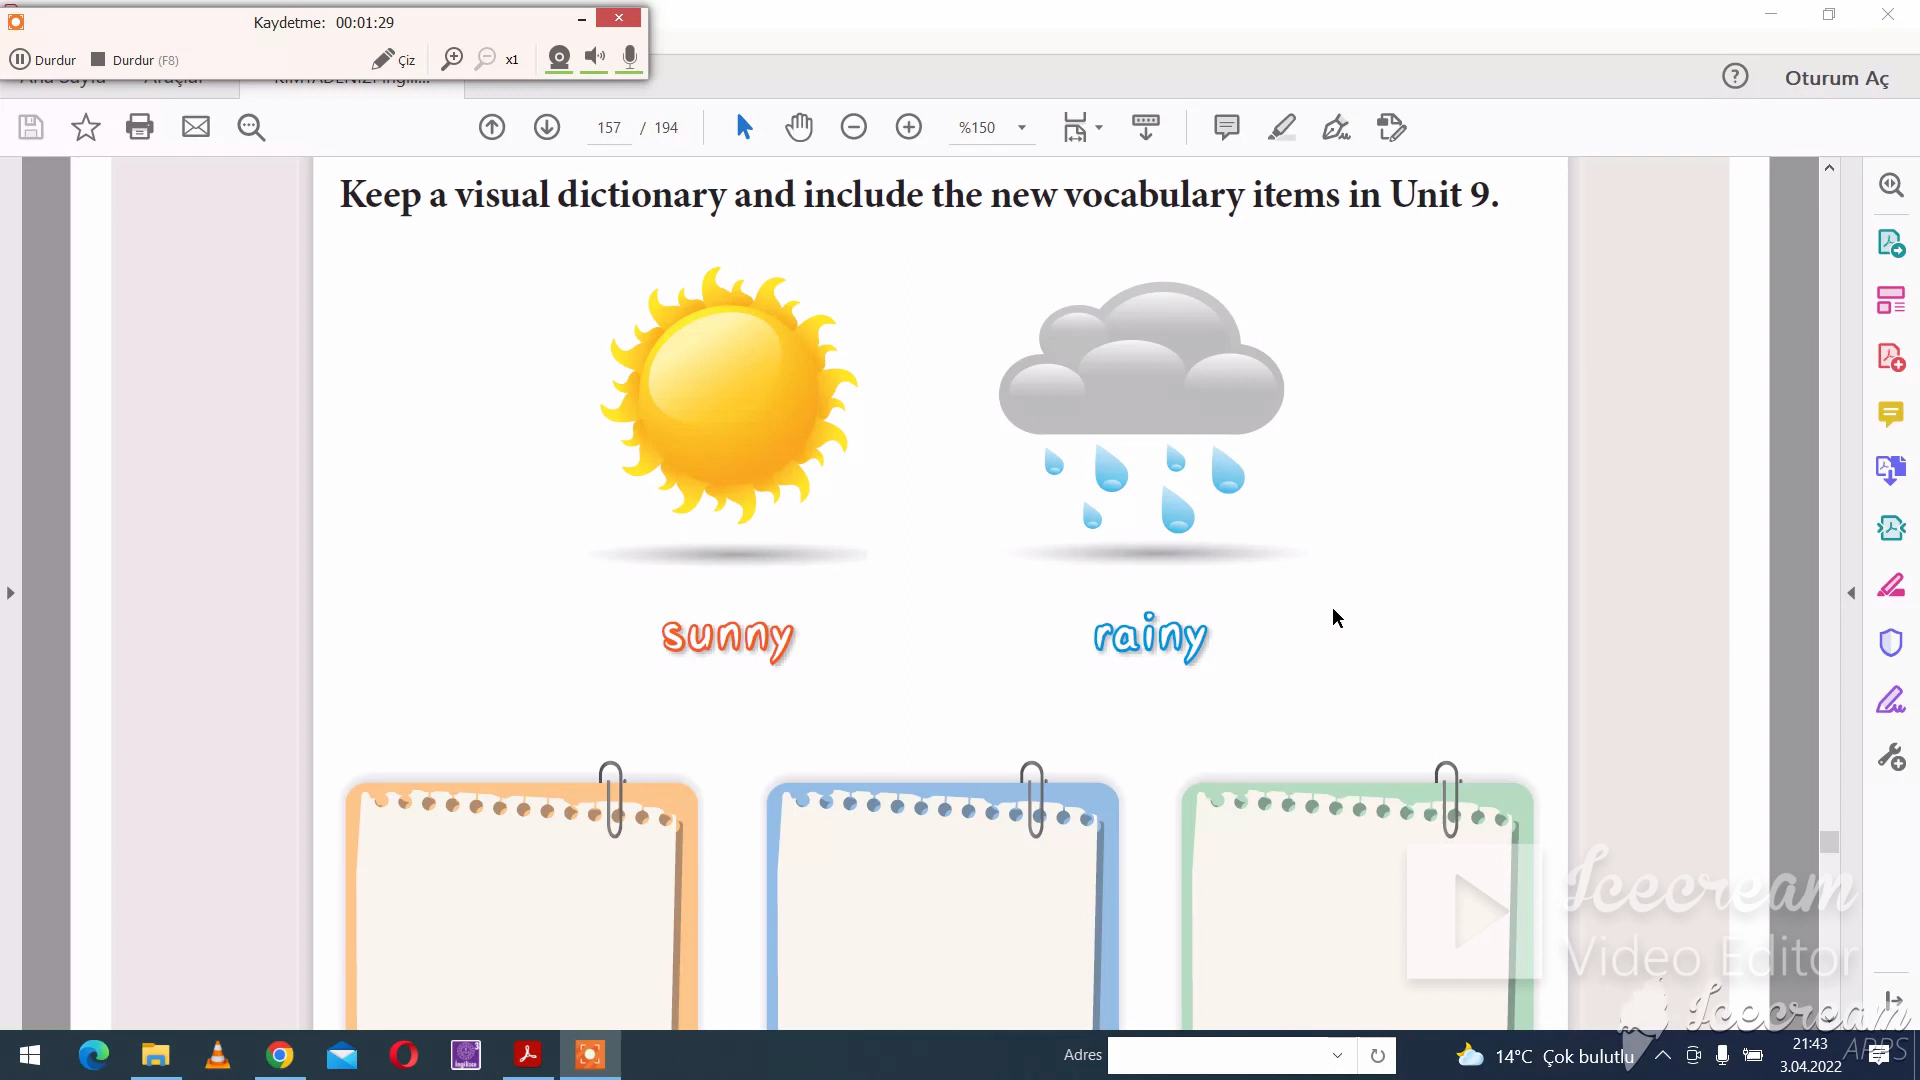 Kaydetme: 00:01:29
Durdur
Durdur (F8)
Çiz
x1
Oturum Aç
157 / 194
%150
Keep a visual dictionary and include the new vocabulary items in Unit 9.
sunny
rainy
Icecream
Video Editor
Icecream
APPS
Adres
14°C Çok bulutlu
21:43
3.04.2022